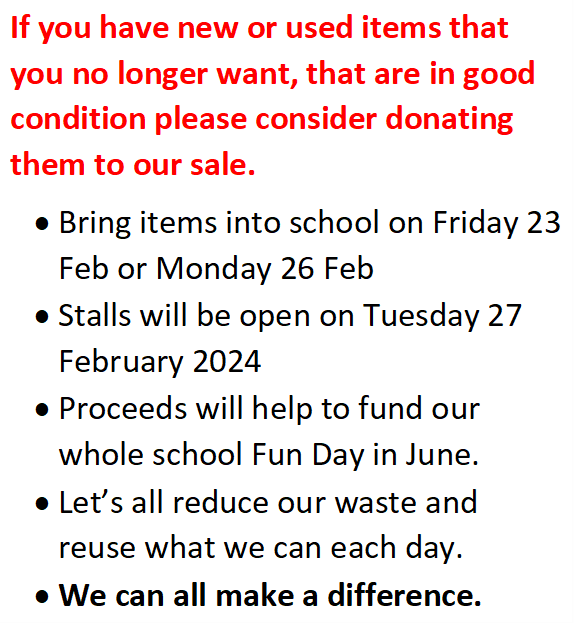 If you have new or used items that
you no longer want, that are in good
condition please consider donating
them to our sale.
• Bring items into school on Friday 23
Feb or Monday 26 Feb
• Stalls will be open on Tuesday 27
February 2024
• Proceeds will help to fund our
whole school Fun Day in June.
• Let’s all reduce our waste and
reuse what we can each day.
• We can all make a difference.